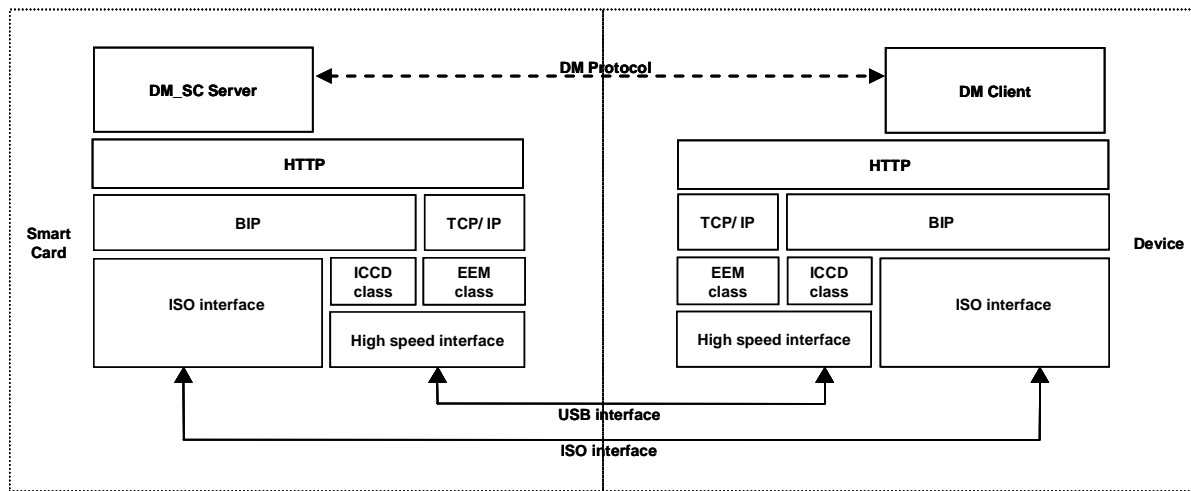 DM Protocol
DM_SC Server
DM Client
HTTP
HTTP
BIP
TCP/ IP
TCP/ IP
BIP
Smart
Card
Device
ISO interface
ICCD
class
EEM
class
EEM
class
ICCD
class
ISO interface
High speed interface
High speed interface
USB interface
ISO interface